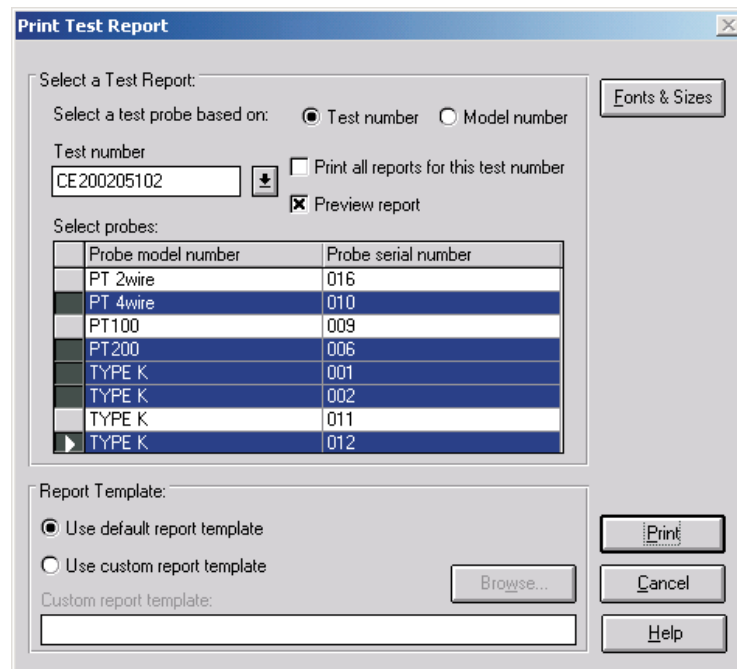 Print Test Report
Select a Test Report:
Fonts & Sizes
Select a test probe based on: Test number Model number
Test number
Print all reports for this test number
CE200205102
Preview report
Select probes:
Probe model number Probe serial number
PT 2wire 016
PT 4wire 010
PT100 009
PT200 006
TYPE K 001
TYPE K 002
TYPE K 011
TYPE K 012
Report Template:
Use default report template
Print
Use custom report template
Browse...
Cancel
Custom report template:
Help